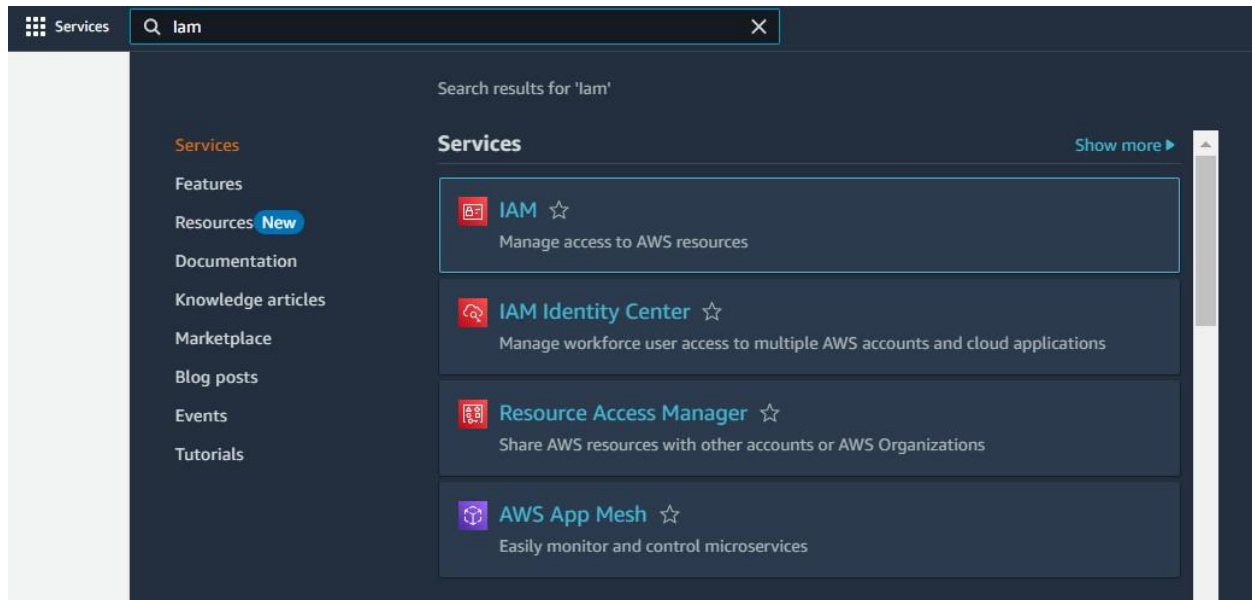 Services
Iam
Search results for 'Iam'
Services
Features
Resources New
Documentation
Knowledge articles
Marketplace
Blog posts
Events
Tutorials
Services
Show more
IAM
Manage access to AWS resources
IAM Identity Center
Manage workforce user access to multiple AWS accounts and cloud applications
Resource Access Manager
Share AWS resources with other accounts or AWS Organizations
AWS App Mesh
Easily monitor and control microservices